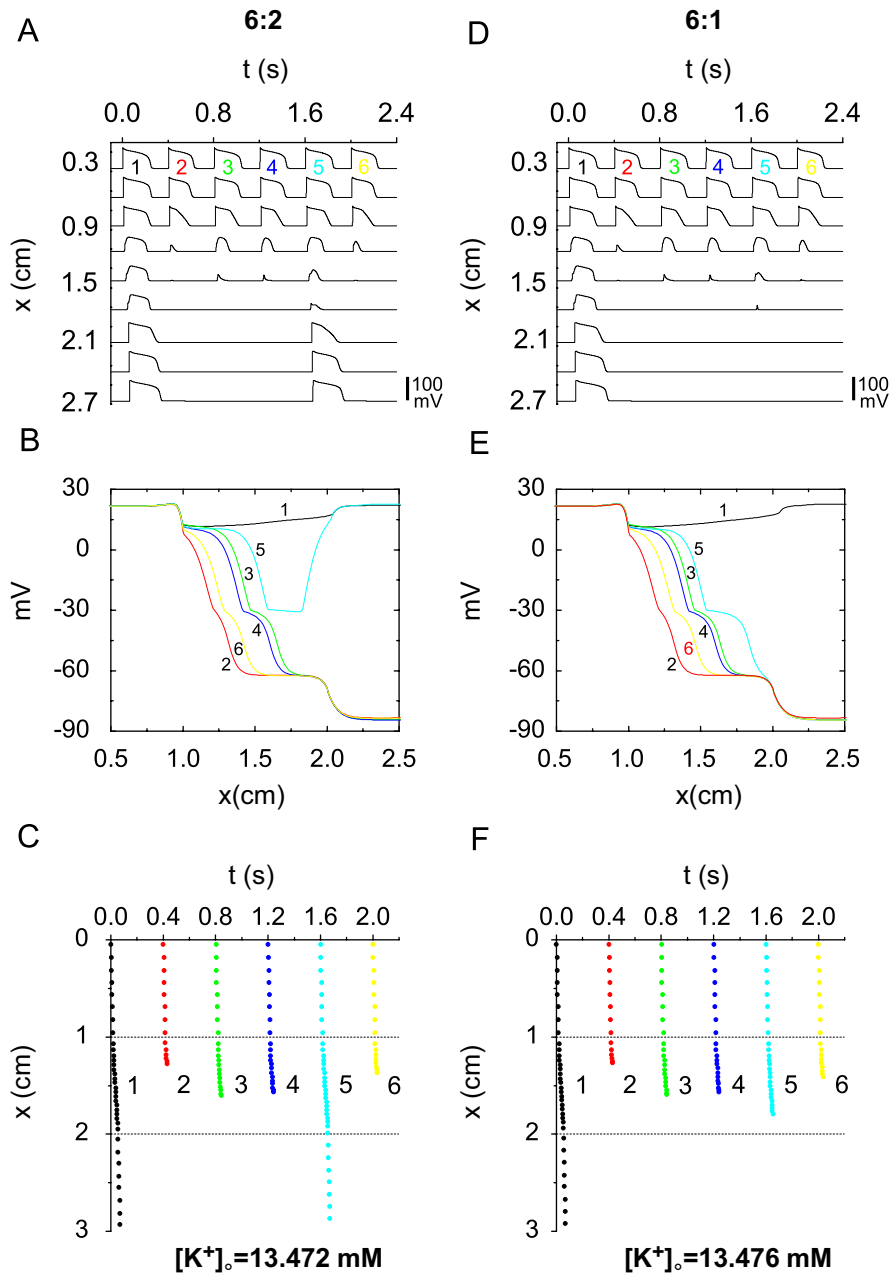 A
6:2
t (s)
0.0 0.8 1.6 2.4
0.3
0.9
1.5
2.1
2.7
x (cm)
1 2 3 4 5 6
100
mV
B
30
0
-30
-60
-90
mV
1
5
3
4
6
2
0.5 1.0 1.5 2.0 2.5
x(cm)
C
t (s)
0.0 0.4 0.8 1.2 1.6 2.0
0
1
2
3
x (cm)
1 2 3 4 5 6
[K⁺]ₒ=13.472 mM
D
6:1
t (s)
0.0 0.8 1.6 2.4
0.3
0.9
1.5
2.1
2.7
x (cm)
1 2 3 4 5 6
100
mV
E
30
0
-30
-60
-90
mV
1
5
3
4
6
2
0.5 1.0 1.5 2.0 2.5
x(cm)
F
t (s)
0.0 0.4 0.8 1.2 1.6 2.0
0
1
2
3
x (cm)
1 2 3 4 5 6
[K⁺]ₒ=13.476 mM